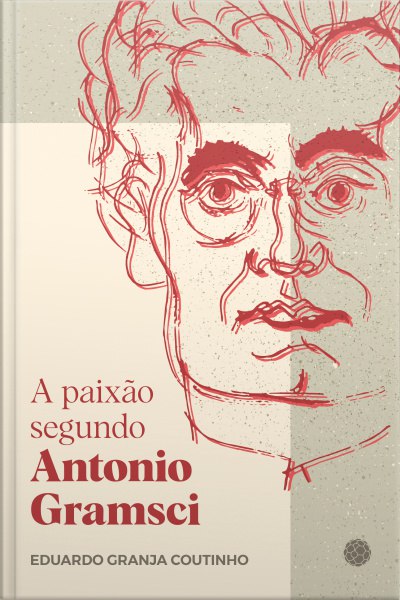 A paixão
segundo
Antonio
Gramsci
EDUARDO GRANJA COUTINHO